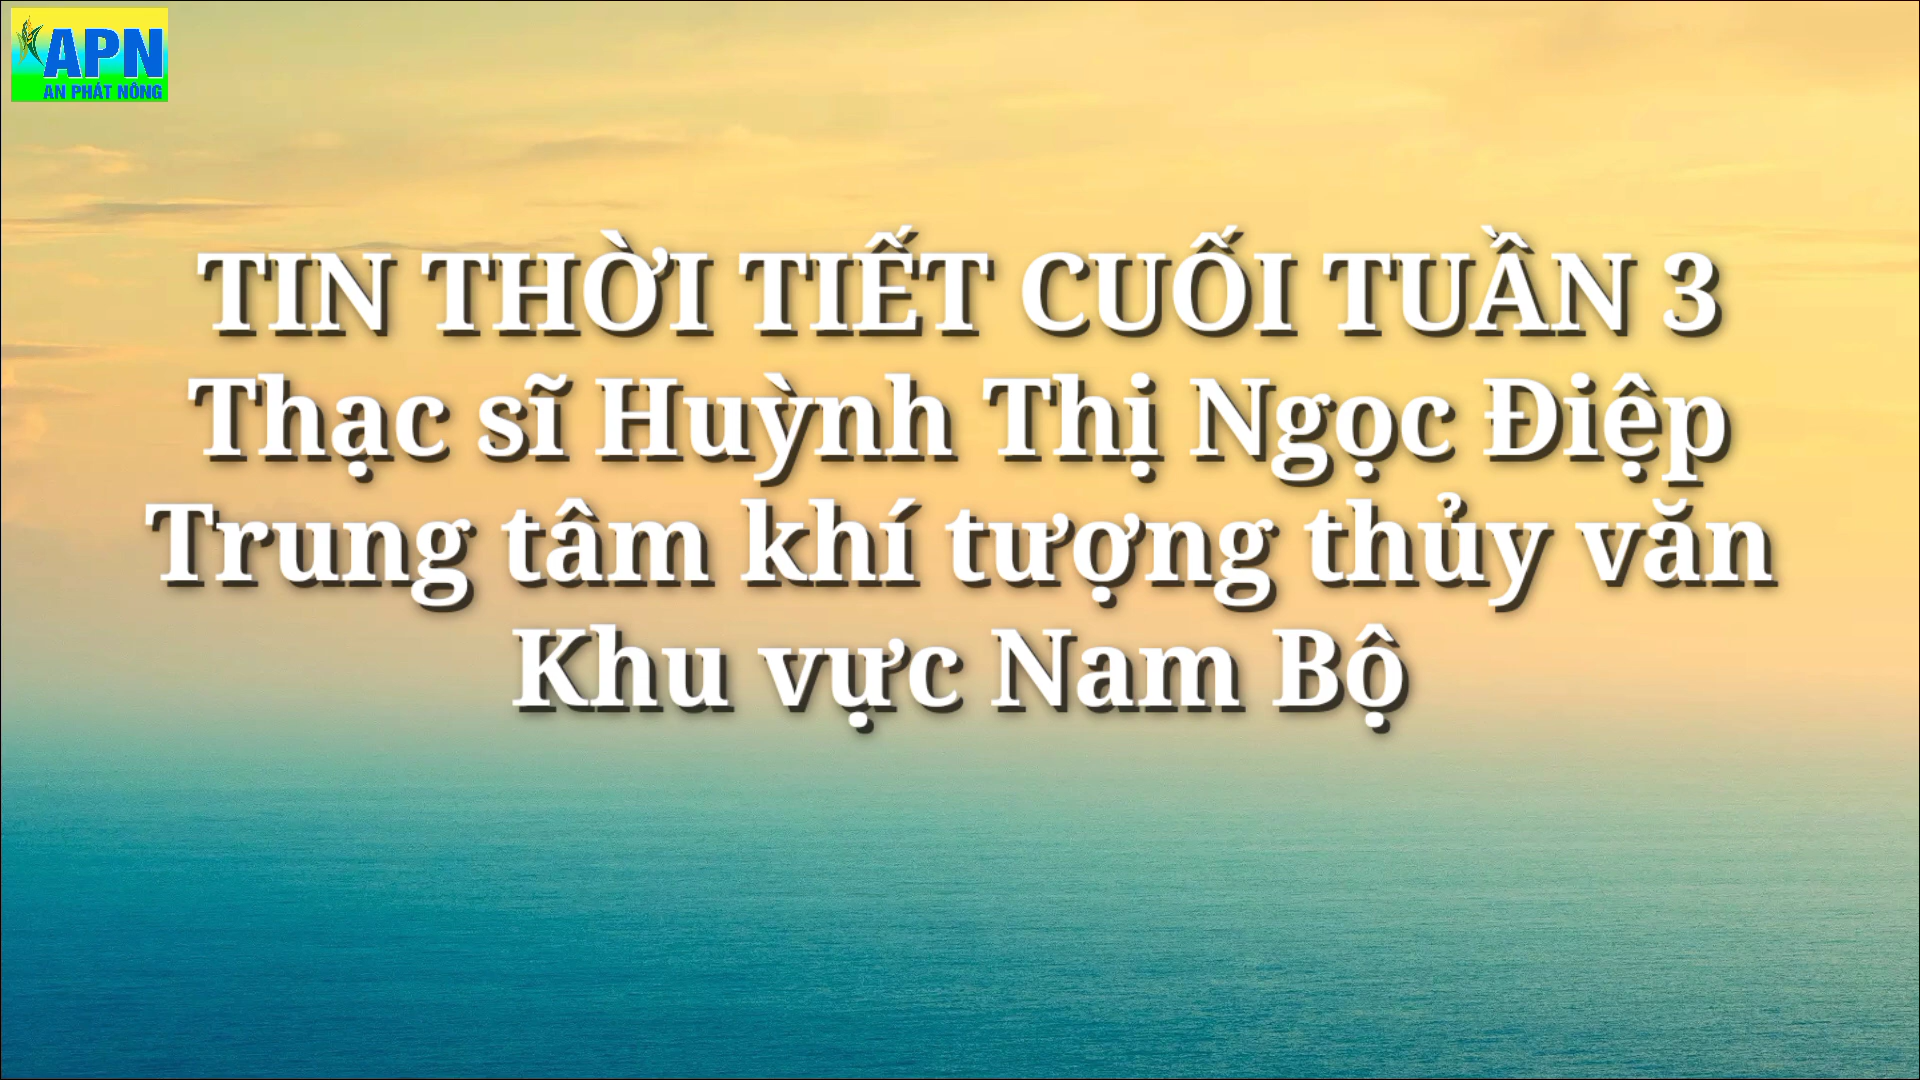 APN
AN PHÁT NÔNG
TIN THỜI TIẾT CUỐI TUẦN 3
Thạc sĩ Huỳnh Thị Ngọc Điệp
Trung tâm khí tượng thủy văn
Khu vực Nam Bộ